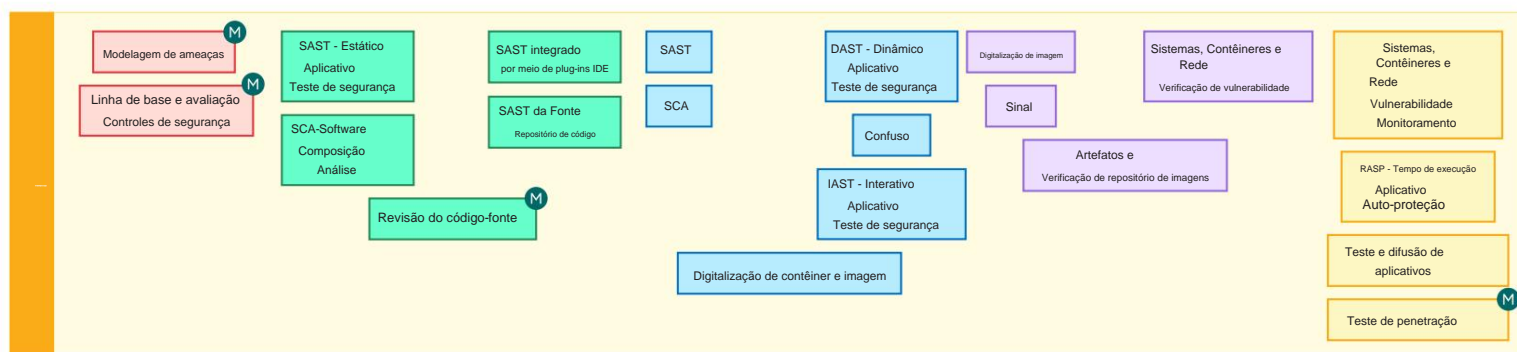 Modelagem de ameaças
M
Linha de base e avaliação
Controles de segurança
M
SAST - Estático
Aplicativo
Teste de segurança
SCA-Software
Composição
Análise
Revisão do código-fonte
M
SAST integrado
por meio de plug-ins IDE
SAST da Fonte
Repositório de código
SAST
SCA
DAST - Dinâmico
Aplicativo
Teste de segurança
Confuso
IAST - Interativo
Aplicativo
Teste de segurança
Digitalização de contêiner e imagem
Digitalização de imagem
Sinal
Artefatos e
Verificação de repositório de imagens
Sistemas, Contêineres e
Rede
Verificação de vulnerabilidade
Sistemas,
Contêineres e
Rede
Vulnerabilidade
Monitoramento
RASP - Tempo de execução
Aplicativo
Auto-proteção
Teste e difusão de
aplicativos
Teste de penetração
M